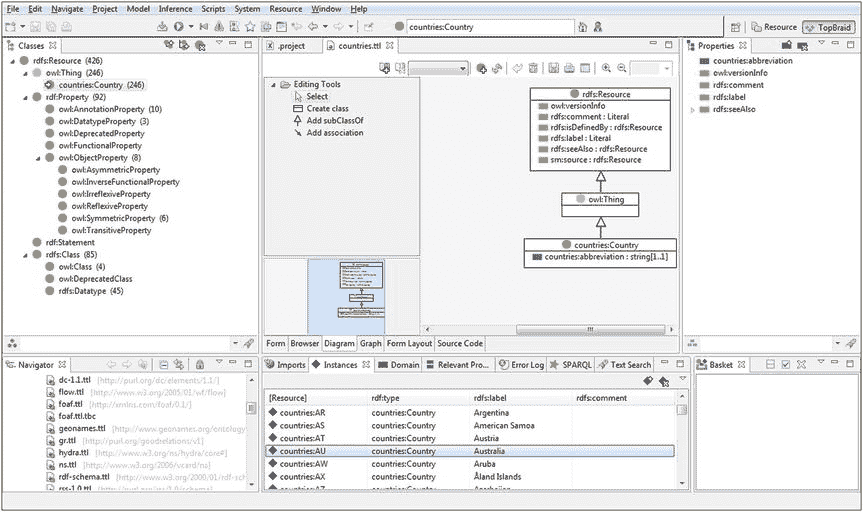 File Edit Navigate Project Model Inference Scripts System Resource Window Help
countries:Country
Resource TopBraid
Classes
rdfs:Resource (426)
owl:Thing (246)
countries:Country (246)
rdf:Property (92)
owl:AnnotationProperty (10)
owl:DatatypeProperty (3)
owl:DeprecatedProperty
owl:FunctionalProperty
owl:ObjectProperty (8)
owl:AsymmetricProperty
owl:InverseFunctionalProperty
owl:IrreflexiveProperty
owl:ReflexiveProperty
owl:SymmetricProperty (6)
owl:TransitiveProperty
rdf:Statement
rdfs:Class (85)
owl:Class (4)
owl:DeprecatedClass
rdfs:Datatype (45)
.project countries.ttl
Editing Tools
Select
Create class
Add subClassOf
Add association
rdfs:Resource
owl:versionInfo
rdfs:comment : Literal
rdfs:isDefinedBy : rdfs:Resource
rdfs:label : Literal
rdfs:seeAlso : rdfs:Resource
sm:source : rdfs:Resource
owl:Thing
countries:Country
countries:abbreviation : string[1..1]
Form Browser Diagram Graph Form Layout Source Code
Properties
countries:abbreviation
owl:versionInfo
rdfs:comment
rdfs:label
rdfs:seeAlso
Navigator
dc-1.1.ttl [http://purl.org/dc/elements/1.1/]
flow.ttl [http://www.w3.org/2005/01/wf/flow]
foaf.ttl [http://xmlns.com/foaf/0.1/]
foaf.ttl.tbc
geonames.ttl [http://www.geonames.org/ontology
gr.ttl [http://purl.org/goodrelations/v1]
hydra.ttl [http://www.w3.org/ns/hydra/core#]
ns.ttl [http://www.w3.org/2006/vcard/ns]
rdf-schema.ttl [http://www.w3.org/2000/01/rdf-sc
Imports Instances Domain Relevant Pro... Error Log SPARQL Text Search
[Resource] rdf:type rdfs:label rdfs:comment
countries:AR countries:Country Argentina
countries:AS countries:Country American Samoa
countries:AT countries:Country Austria
countries:AU countries:Country Australia
countries:AW countries:Country Aruba
countries:AX countries:Country Åland Islands
Basket